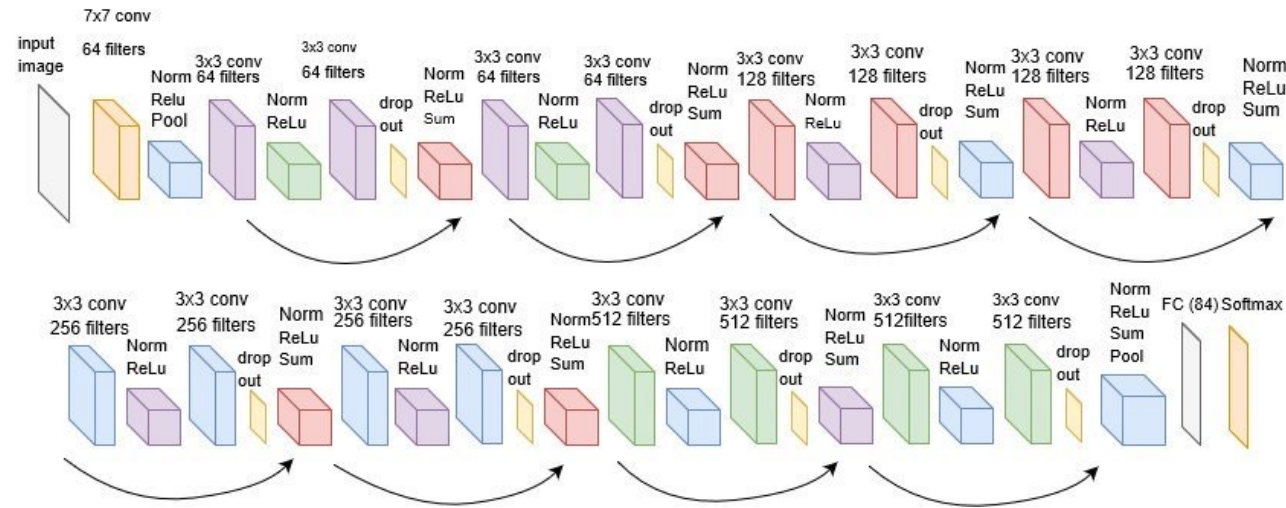 input
image
7x7 conv
64 filters
Norm
Relu
Pool
3x3 conv
64 filters
Norm
ReLu
3x3 conv
64 filters
drop
out
Norm
ReLu
Sum
3x3 conv
64 filters
Norm
ReLu
3x3 conv
64 filters
drop
out
Norm
ReLu
Sum
3x3 conv
128 filters
Norm
ReLu
3x3 conv
128 filters
drop
out
Norm
ReLu
Sum
3x3 conv
128 filters
Norm
ReLu
3x3 conv
128 filters
drop
out
Norm
ReLu
Sum
3x3 conv
256 filters
Norm
ReLu
3x3 conv
256 filters
drop
out
Norm
ReLu
Sum
3x3 conv
256 filters
Norm
ReLu
3x3 conv
256 filters
drop
out
Norm
ReLu
Sum
3x3 conv
512 filters
Norm
ReLu
3x3 conv
512 filters
drop
out
Norm
ReLu
Sum
3x3 conv
512filters
Norm
ReLu
3x3 conv
512 filters
drop
out
Norm
ReLu
Sum
Pool
FC (84)
Softmax